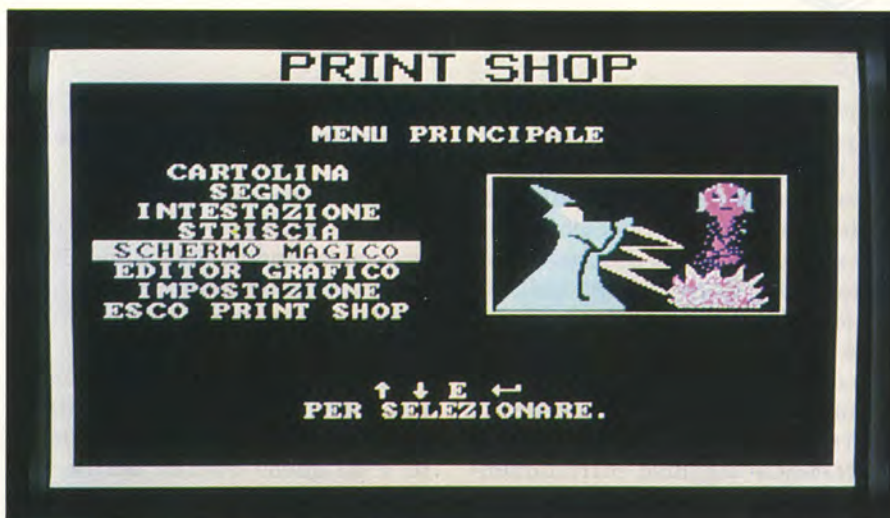 PRINT SHOP
MENU PRINCIPALE
CARTOLINA
SEGNO
INTESTAZIONE
STRISCIA
SCHERMO MAGICO
EDITOR GRAFICO
IMPOSTAZIONE
ESCO PRINT SHOP
↑ ↓ E ←
PER SELEZIONARE.